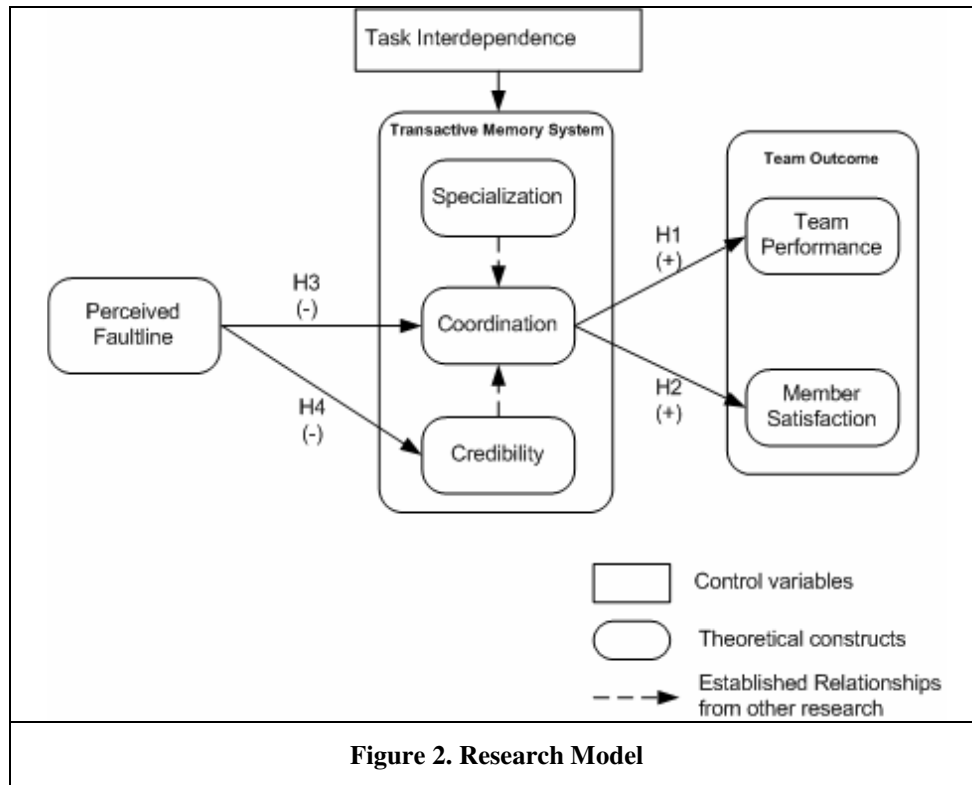 Task Interdependence
Transactive Memory System
Team Outcome
Specialization
Team
Performance
H1
(+)
H3
(-)
Perceived
Faultline
Coordination
H2
(+)
Member
Satisfaction
H4
(-)
Credibility
Control variables
Theoretical constructs
Established Relationships
from other research
Figure 2. Research Model